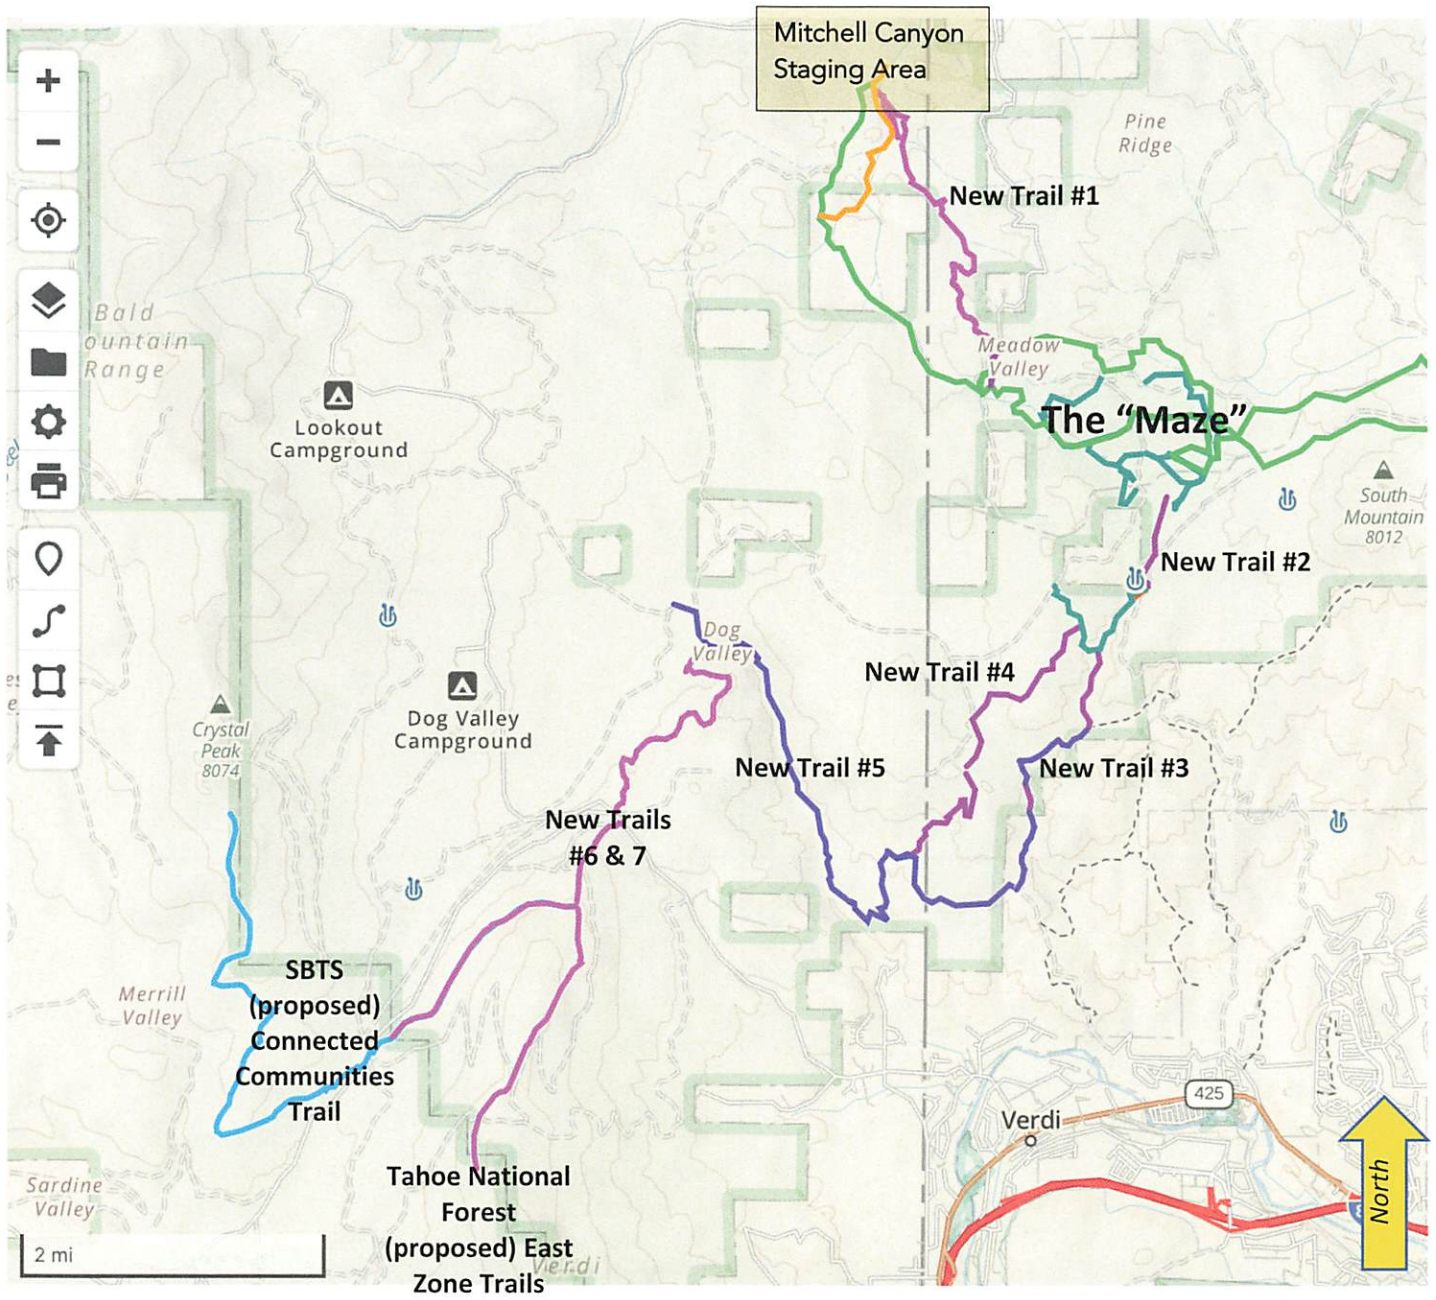 Mitchell Canyon
Staging Area
Pine
Ridge
New Trail #1
Bald
ountain
Range
Meadow
Valley
Lookout
Campground
The “Maze”
South
Mountain
8012
New Trail #2
Dog
Valley
New Trail #4
Crystal
Peak
8074
Dog Valley
Campground
New Trail #5
New Trail #3
New Trails
#6 & 7
SBTS
(proposed)
Connected
Communities
Trail
Merrill
Valley
425
Verdi
Tahoe National
Forest
(proposed) East
Zone Trails
Verdi
Sardine
Valley
2 mi
North